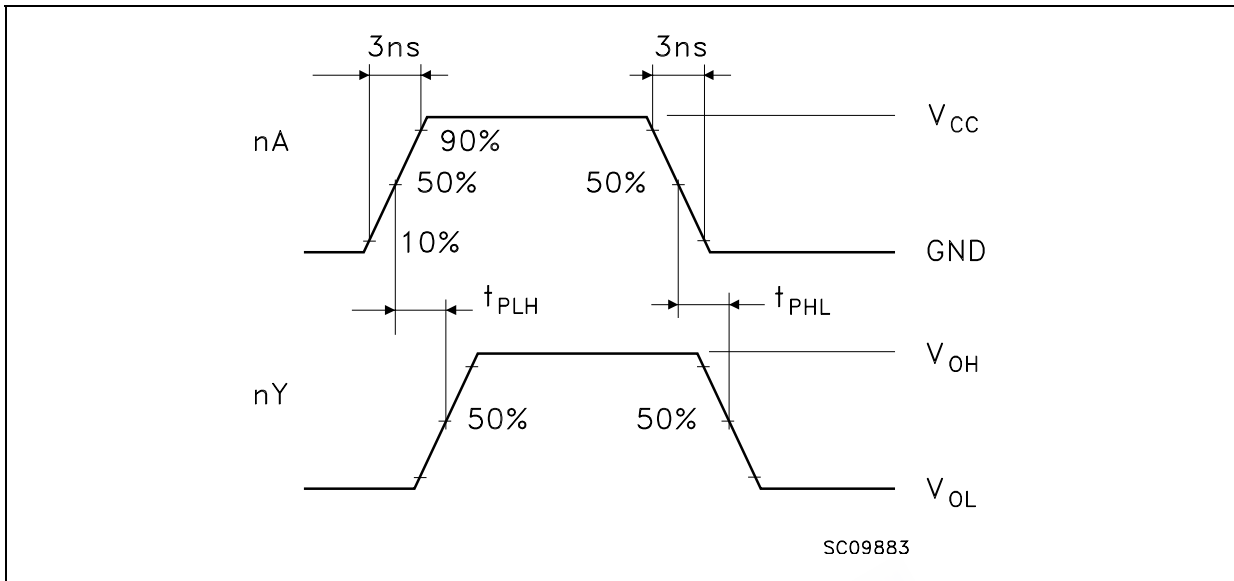 3ns 3ns
V_CC
nA
90%
50% 50%
10%
GND
t_PLH t_PHL
V_OH
nY
50% 50%
V_OL
SC09883